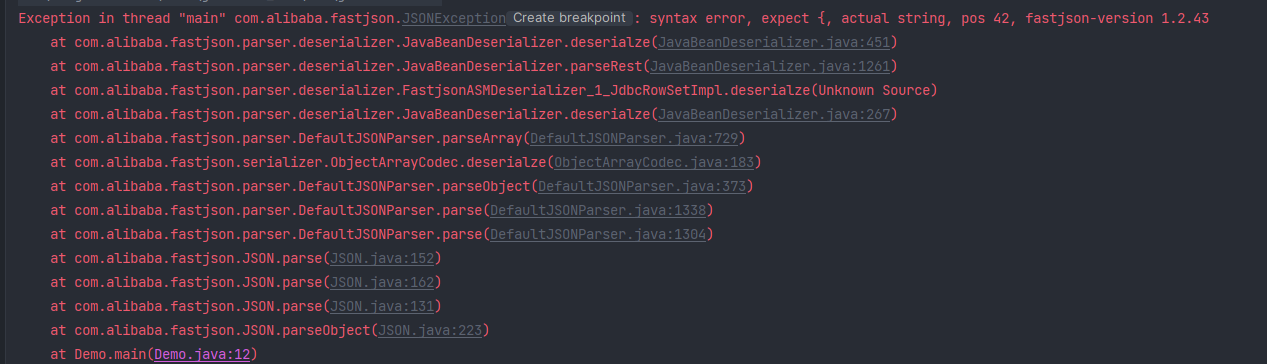 Exception in thread "main" com.alibaba.fastjson.JSONException Create breakpoint : syntax error, expect {, actual string, pos 42, fastjson-version 1.2.43
at com.alibaba.fastjson.parser.deserializer.JavaBeanDeserializer.deserialze(JavaBeanDeserializer.java:451)
at com.alibaba.fastjson.parser.deserializer.JavaBeanDeserializer.parseRest(JavaBeanDeserializer.java:1261)
at com.alibaba.fastjson.parser.deserializer.FastjsonASMDeserializer_1_JdbcRowSetImpl.deserialze(Unknown Source)
at com.alibaba.fastjson.parser.deserializer.JavaBeanDeserializer.deserialze(JavaBeanDeserializer.java:267)
at com.alibaba.fastjson.parser.DefaultJSONParser.parseArray(DefaultJSONParser.java:729)
at com.alibaba.fastjson.serializer.ObjectArrayCodec.deserialze(ObjectArrayCodec.java:183)
at com.alibaba.fastjson.parser.DefaultJSONParser.parseObject(DefaultJSONParser.java:373)
at com.alibaba.fastjson.parser.DefaultJSONParser.parse(DefaultJSONParser.java:1338)
at com.alibaba.fastjson.parser.DefaultJSONParser.parse(DefaultJSONParser.java:1304)
at com.alibaba.fastjson.JSON.parse(JSON.java:152)
at com.alibaba.fastjson.JSON.parse(JSON.java:162)
at com.alibaba.fastjson.JSON.parse(JSON.java:131)
at com.alibaba.fastjson.JSON.parseObject(JSON.java:223)
at Demo.main(Demo.java:12)